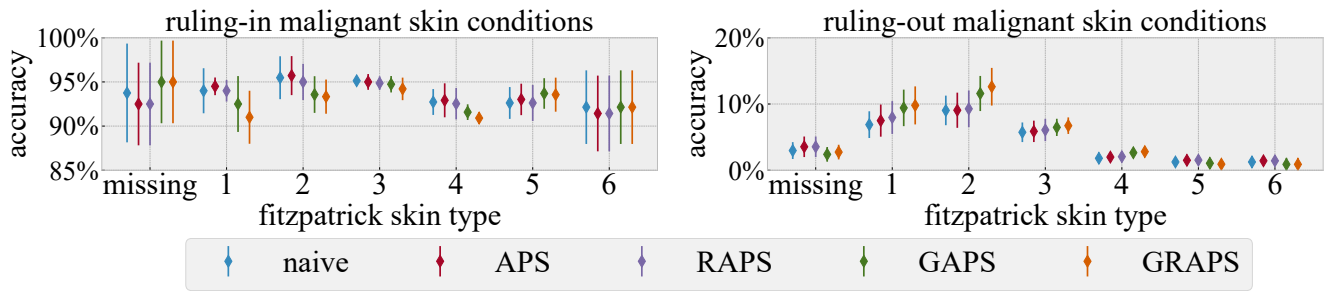 ruling-in malignant skin conditions
100%
95%
90%
85%
accuracy
missing 1 2 3 4 5 6
fitzpatrick skin type
ruling-out malignant skin conditions
20%
10%
0%
accuracy
missing 1 2 3 4 5 6
fitzpatrick skin type
naive APS RAPS GAPS GRAPS